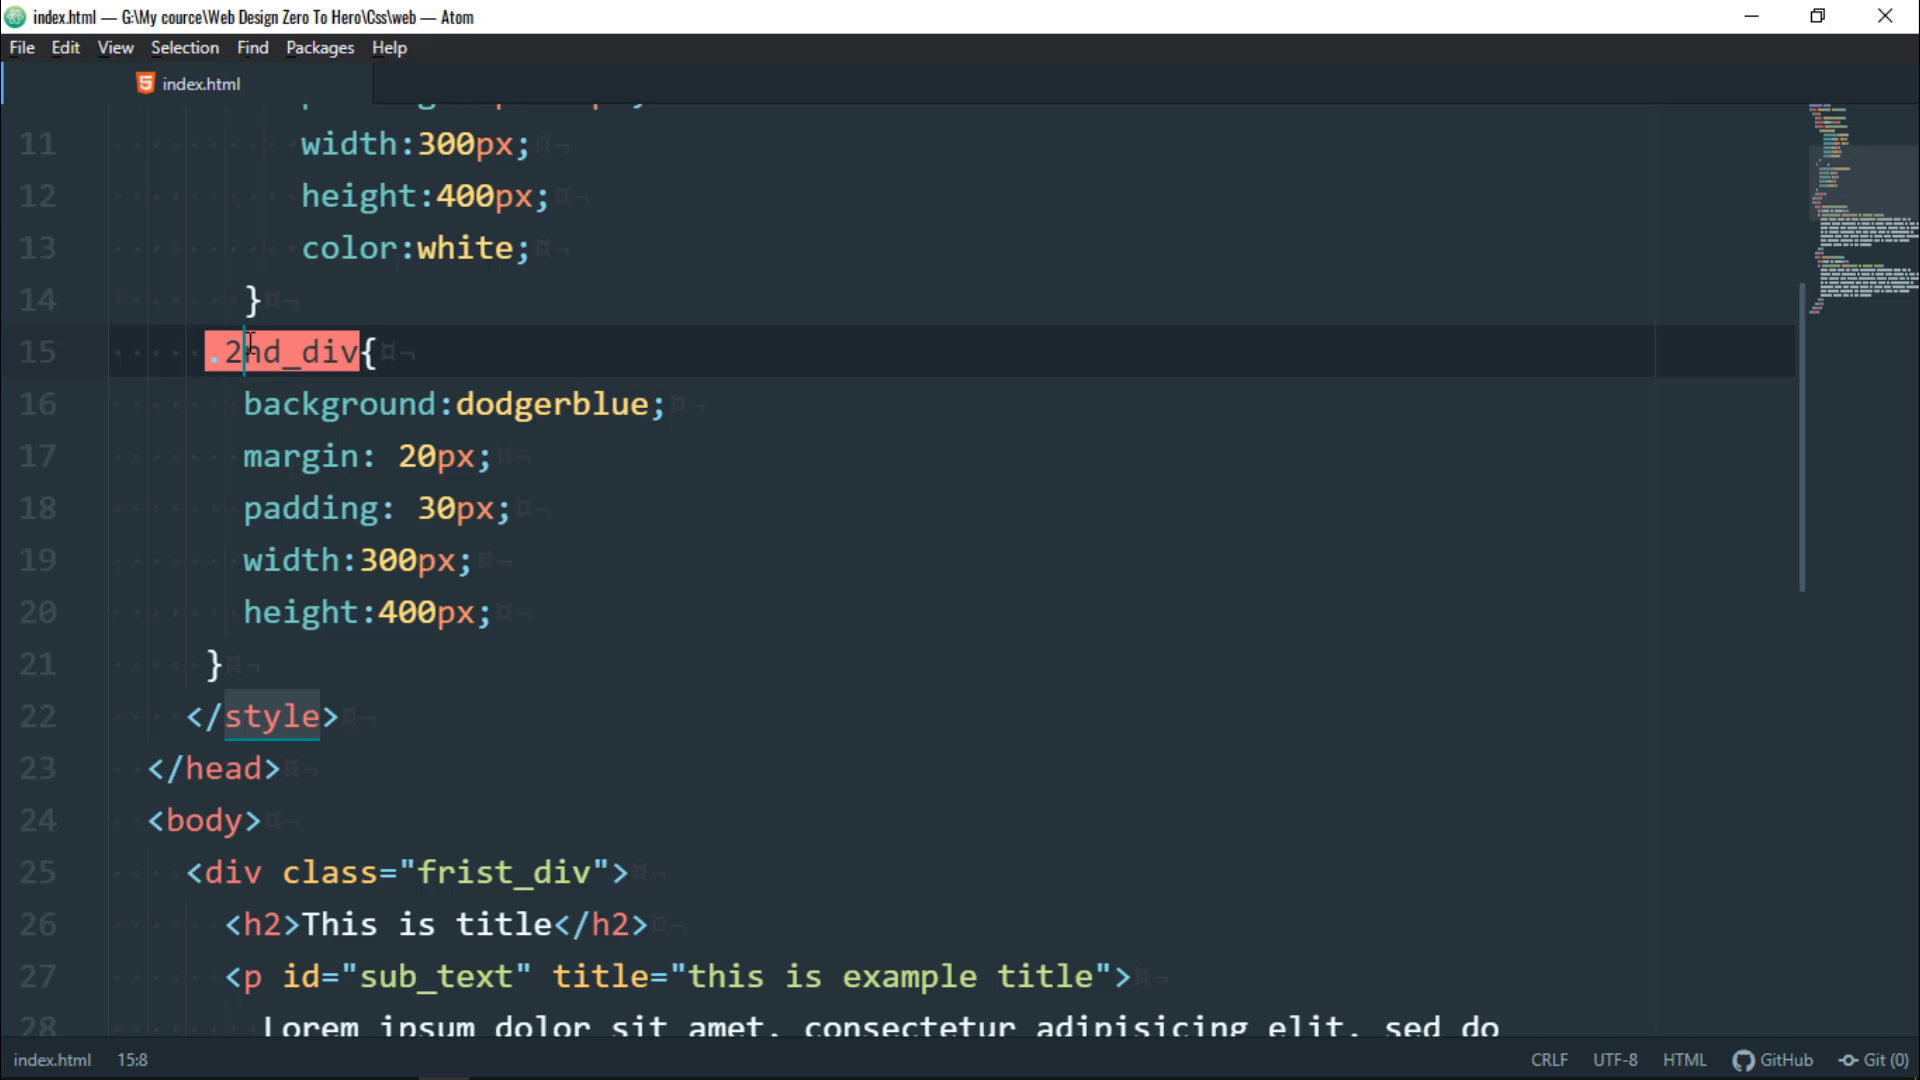 index.html — G:\My cource\Web Design Zero To Hero\Css\web — Atom
File Edit View Selection Find Packages Help
index.html
11 width:300px;
12 height:400px;
13 color:white;
14 }
15 .2nd_div{
16 background:dodgerblue;
17 margin: 20px;
18 padding: 30px;
19 width:300px;
20 height:400px;
21 }
22 </style>
23 </head>
24 <body>
25 <div class="frist_div">
26 <h2>This is title</h2>
27 <p id="sub_text" title="this is example title">
28 Lorem ipsum dolor sit amet, consectetur adipisicing elit, sed do
index.html 15:8 CRLF UTF-8 HTML GitHub Git (0)